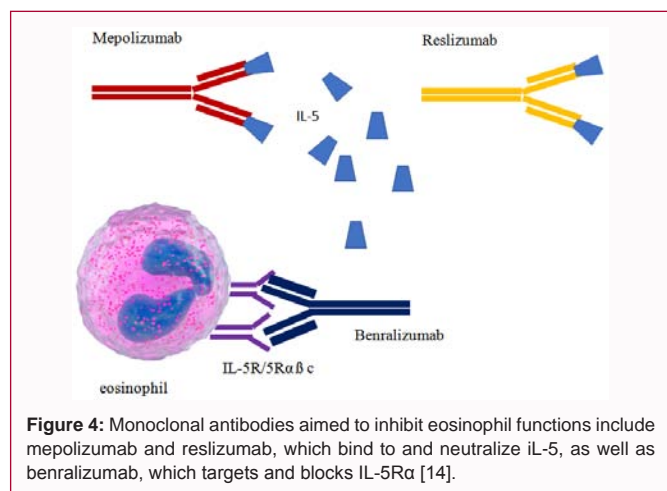 Mepolizumab
Reslizumab
IL-5
Benralizumab
IL-5R/5Rαβ c
eosinophil
Figure 4: Monoclonal antibodies aimed to inhibit eosinophil functions include
mepolizumab and reslizumab, which bind to and neutralize iL-5, as well as
benralizumab, which targets and blocks IL-5Rα [14].